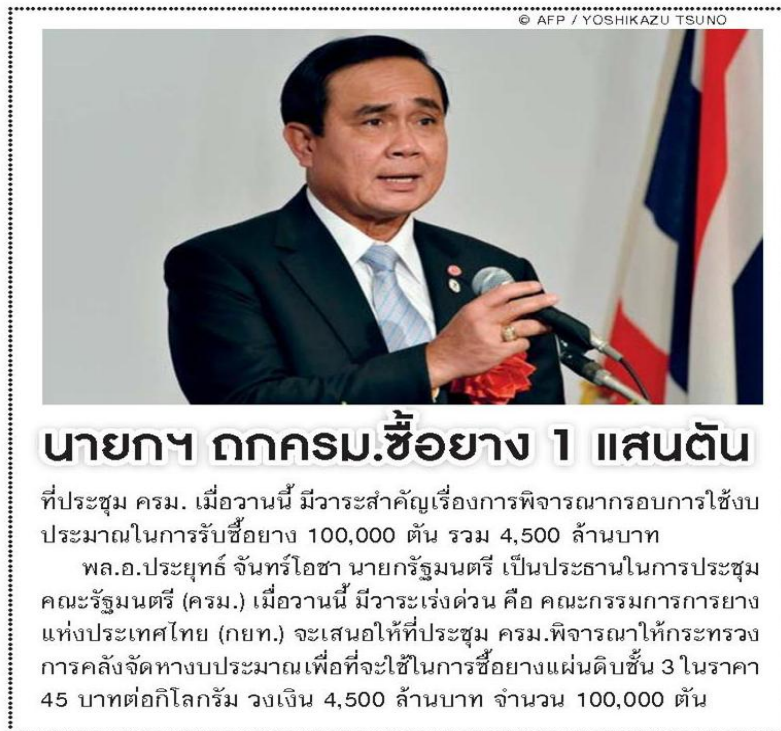 © AFP / YOSHIKAZU TSUNO
นายกฯ ถกครม.ซื้อยาง 1 แสนตัน
ที่ประชุม ครม. เมื่อวานนี้ มีวาระสำคัญเรื่องการพิจารณากรอบการใช้งบ
ประมาณในการรับซื้อยาง 100,000 ตัน รวม 4,500 ล้านบาท
พล.อ.ประยุทธ์ จันทร์โอชา นายกรัฐมนตรี เป็นประธานในการประชุม
คณะรัฐมนตรี (ครม.) เมื่อวานนี้ มีวาระเร่งด่วน คือ คณะกรรมการการยาง
แห่งประเทศไทย (กยท.) จะเสนอให้ที่ประชุม ครม.พิจารณาให้กระทรวง
การคลังจัดหางบประมาณเพื่อที่จะใช้ในการซื้อยางแผ่นดิบชั้น 3 ในราคา
45 บาทต่อกิโลกรัม วงเงิน 4,500 ล้านบาท จำนวน 100,000 ตัน